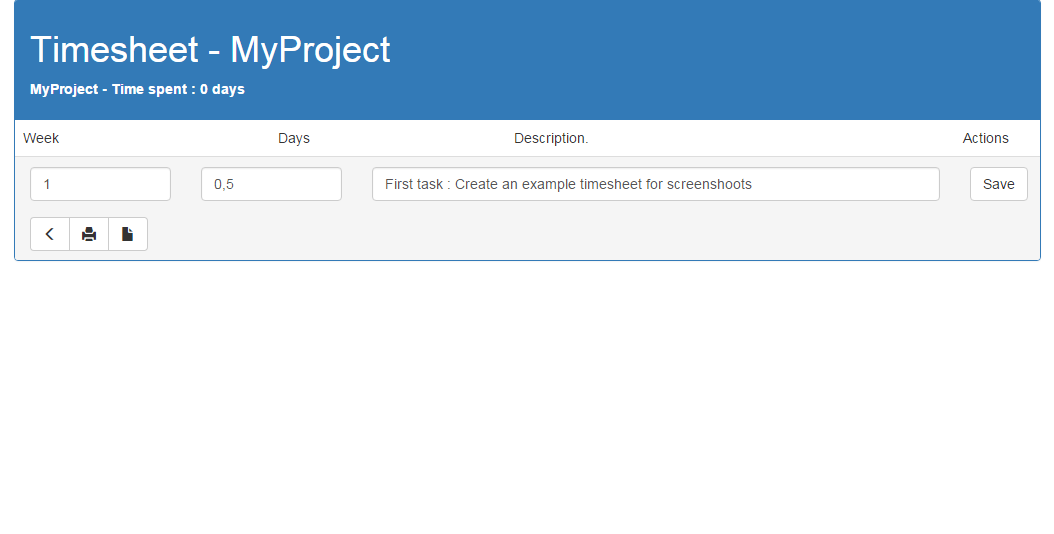 Timesheet - MyProject
MyProject - Time spent : 0 days
Week Days Description. Actions
1 0,5 First task : Create an example timesheet for screenshoots Save